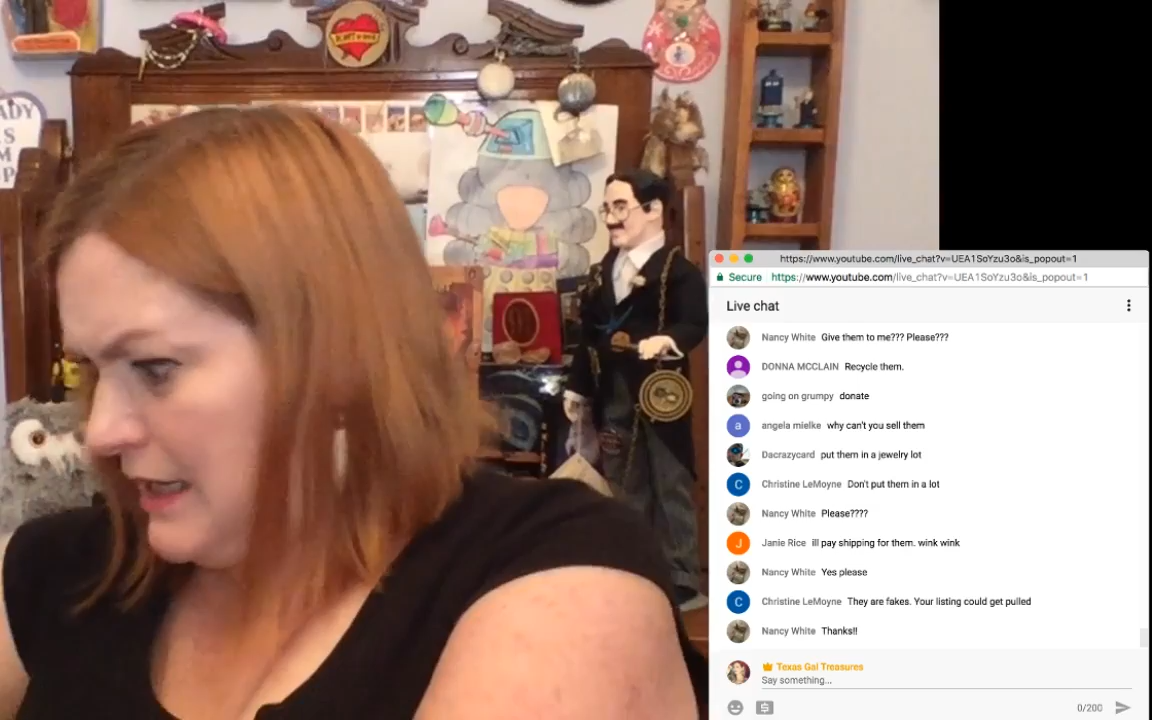 ADY
S
M
https://www.youtube.com/live_chat?v=UEA1SoYzu3o&is_popout=1
Secure https://www.youtube.com/live_chat?v=UEA1SoYzu3o&is_popout=1
Live chat
Nancy White Give them to me??? Please???
DONNA MCCLAIN Recycle them.
going on grumpy donate
angela mielke why can't you sell them
Dacrazycard put them in a jewelry lot
Christine LeMoyne Don't put them in a lot
Nancy White Please????
Janie Rice ill pay shipping for them. wink wink
Nancy White Yes please
Christine LeMoyne They are fakes. Your listing could get pulled
Nancy White Thanks!!
Texas Gal Treasures
Say something...
0/200